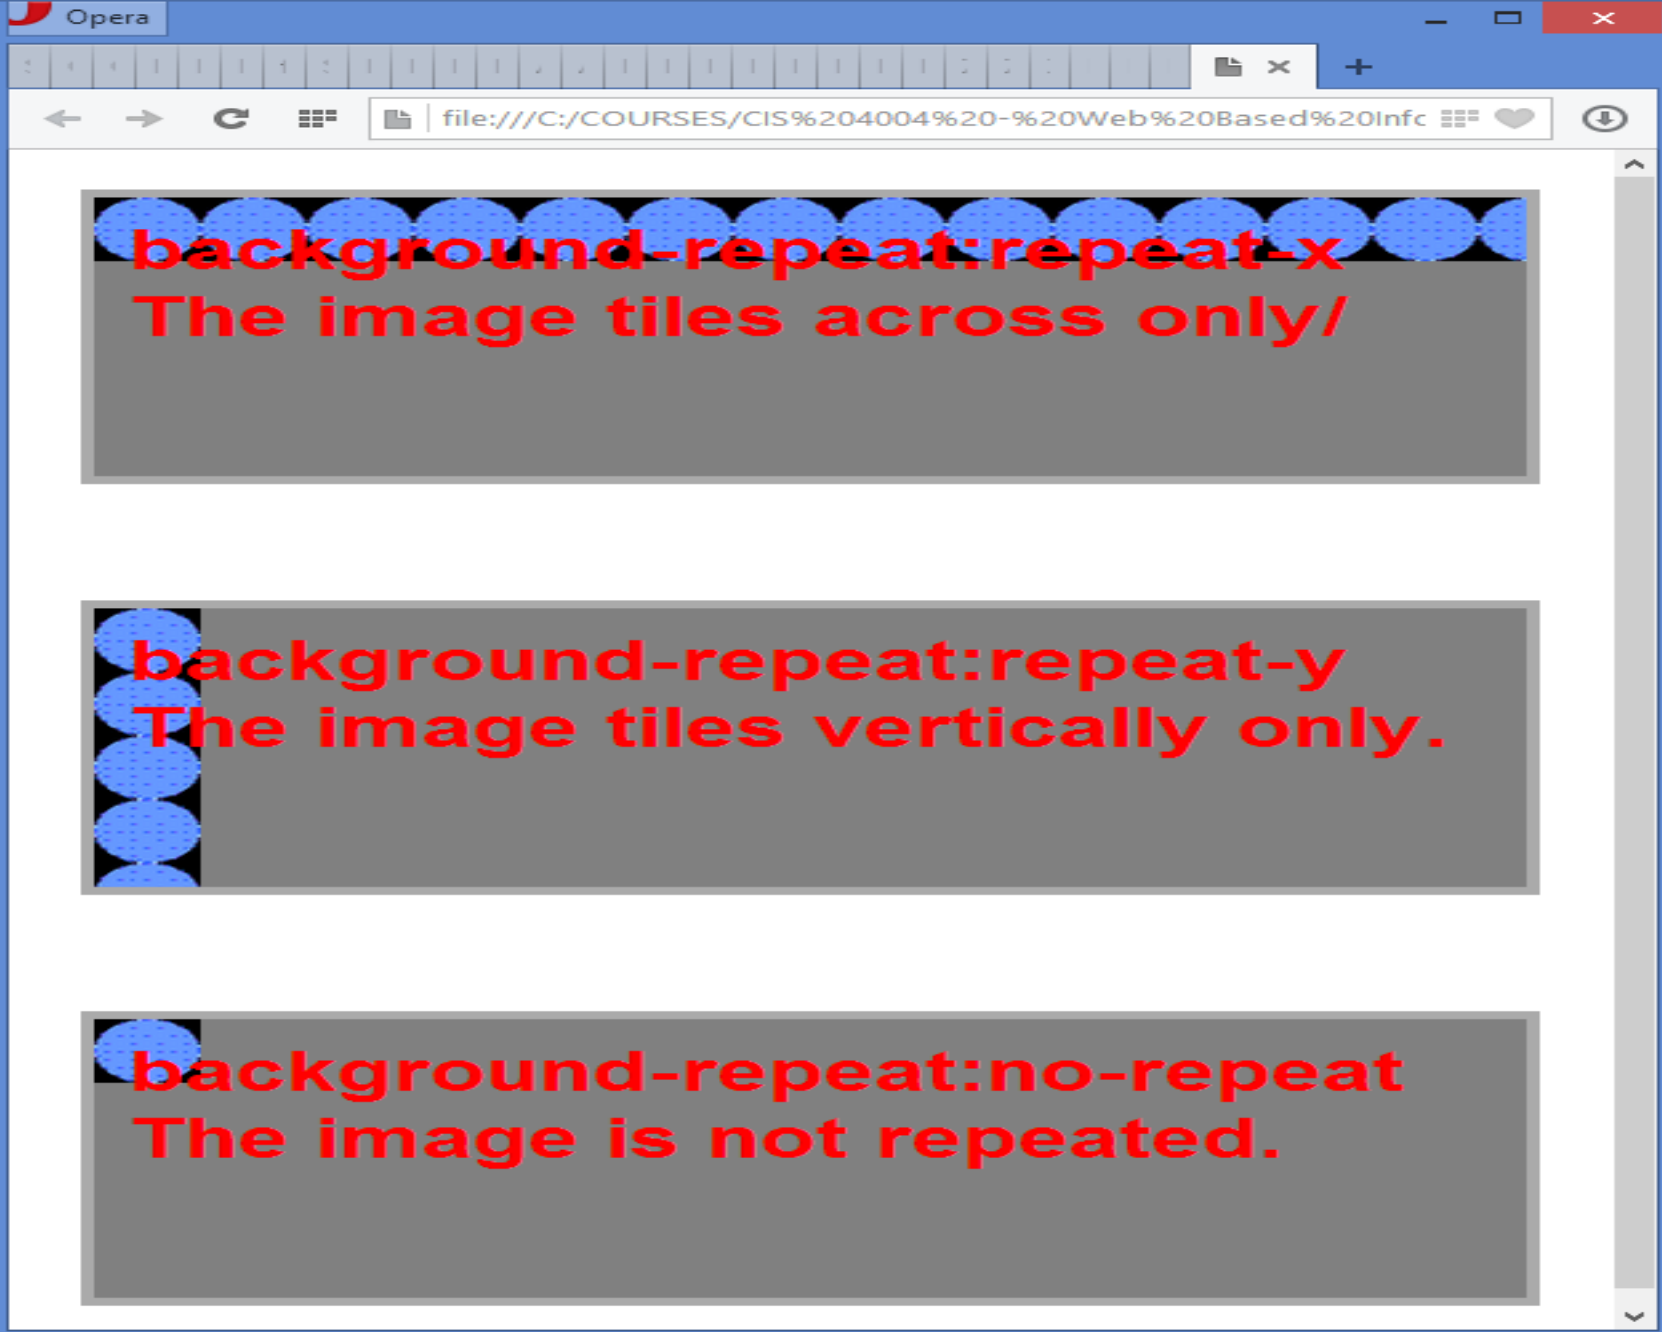 Opera
file:///C:/COURSES/CIS%204004%20-%20Web%20Based%20Infc
background-repeat:repeat-x
The image tiles across only/
background-repeat:repeat-y
The image tiles vertically only.
background-repeat:no-repeat
The image is not repeated.